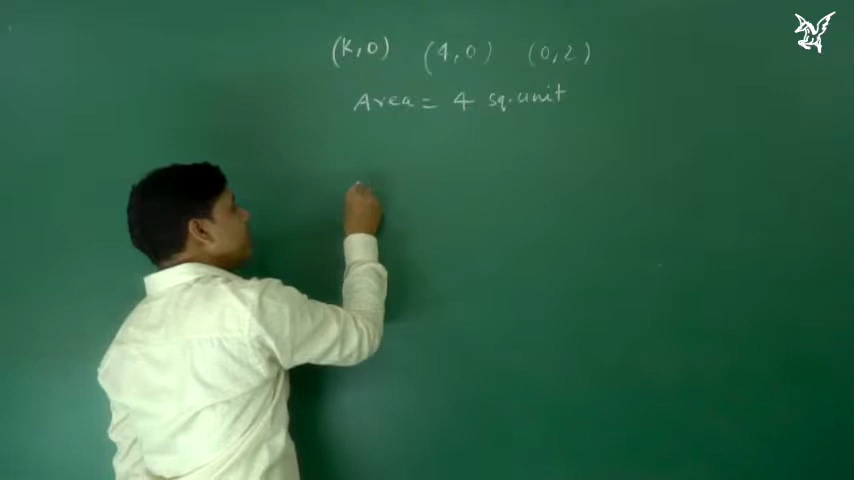 (K,0) (4,0) (0,2)
Area = 4 sq.unit